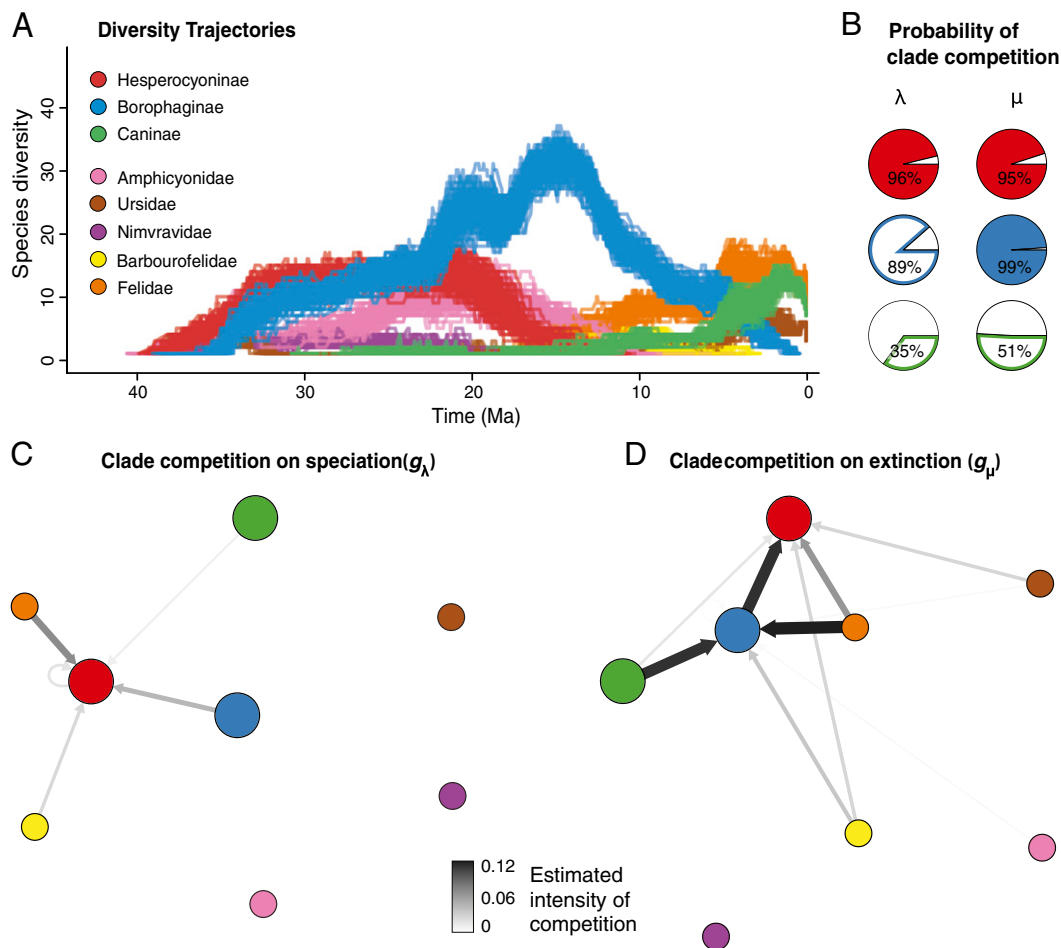 A
Diversity Trajectories
Hesperocyoninae
Borophaginae
Caninae
Amphicyonidae
Ursidae
Nimvravidae
Barbourofelidae
Felidae
Species diversity
40
30
20
10
0
40
30
20
10
0
Time (Ma)
B
Probability of
clade competition
λ
μ
96%
95%
89%
99%
35%
51%
C
Clade competition on speciation(gλ)
D
Cladecompetition on extinction (gμ)
0.12
0.06
0
Estimated
intensity of
competition